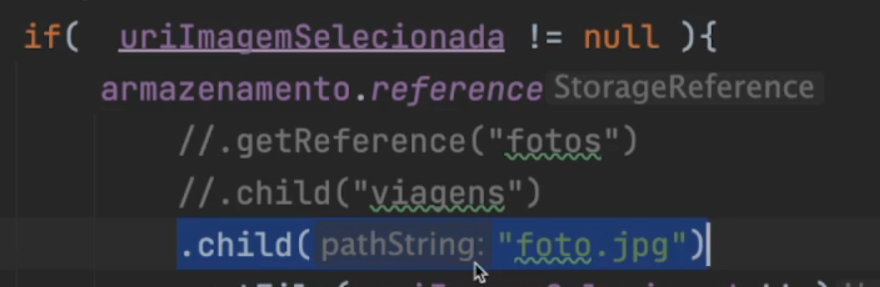 if( uriImagemSelecionada != null ){
armazenamento.reference StorageReference
//.getReference("fotos")
//.child("viagens")
.child( pathString: "foto.jpg")